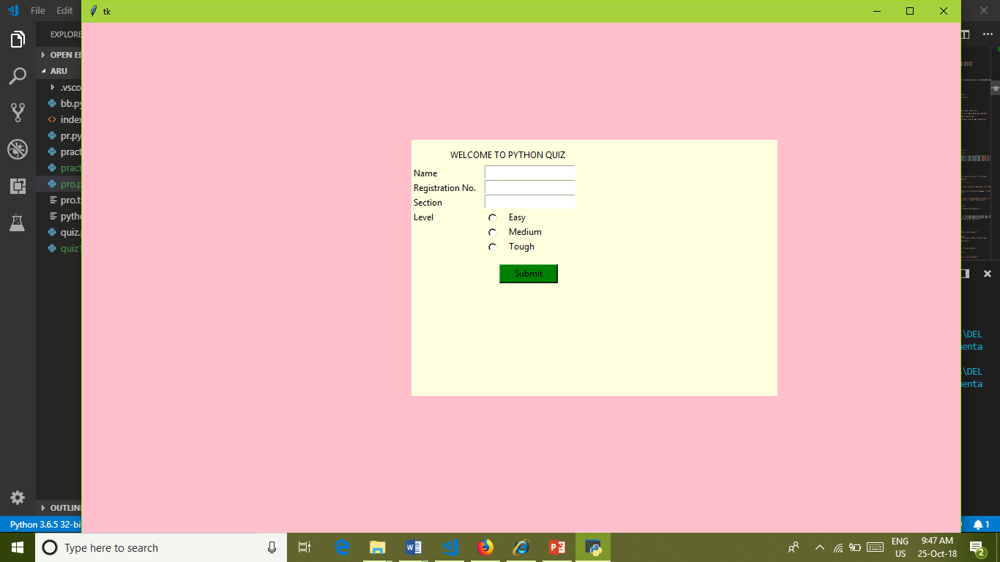 File Edit
tk
EXPLORE
OPEN ED
ARU
.vsco
bb.py
index
pr.py
pract
pract
pro.p
pro.t
pytho
quiz.
quiz1
OUTLINE
WELCOME TO PYTHON QUIZ
Name
Registration No.
Section
Level
Easy
Medium
Tough
Submit
\DEL
enta
\DEL
enta
Python 3.6.5 32-bi
1
Type here to search
ENG
US
9:47 AM
25-Oct-18
2